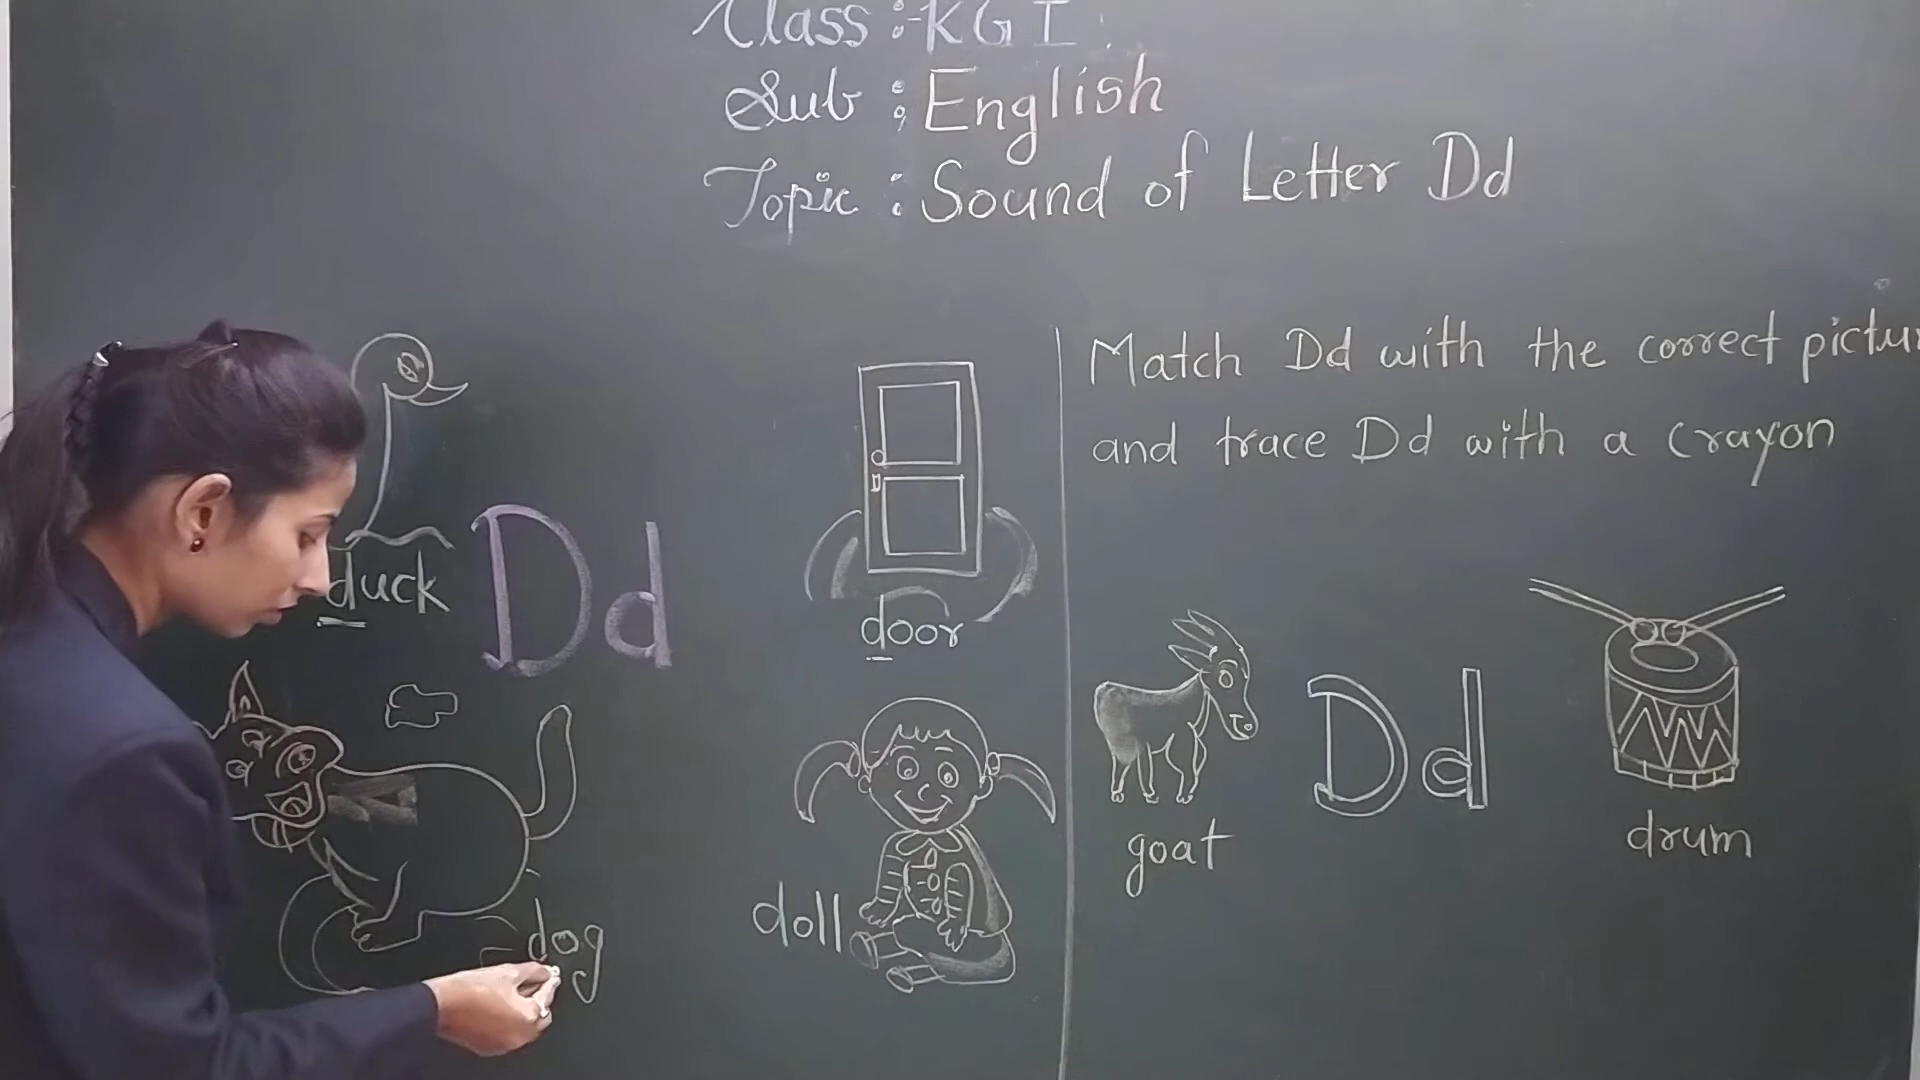 Class :- KG I
Sub : English
Topic : Sound of Letter Dd
duck
Dd
door
dog
doll
Match Dd with the correct pictur
and trace Dd with a crayon
goat
Dd
drum